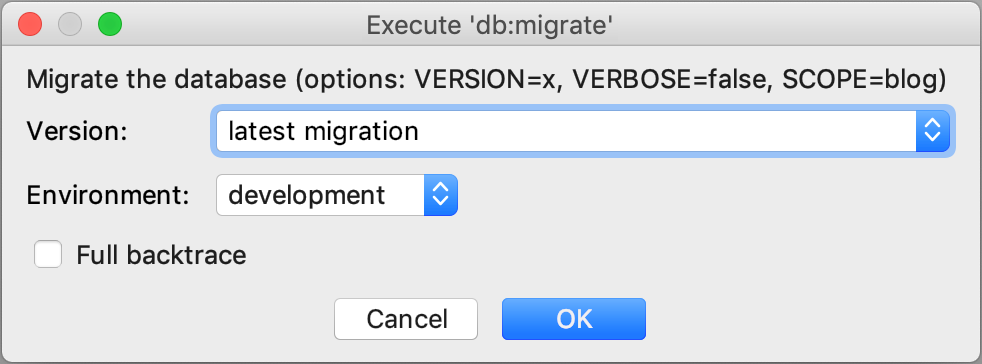 Execute 'db:migrate'
Migrate the database (options: VERSION=x, VERBOSE=false, SCOPE=blog)
Version: latest migration
Environment: development
Full backtrace
Cancel OK